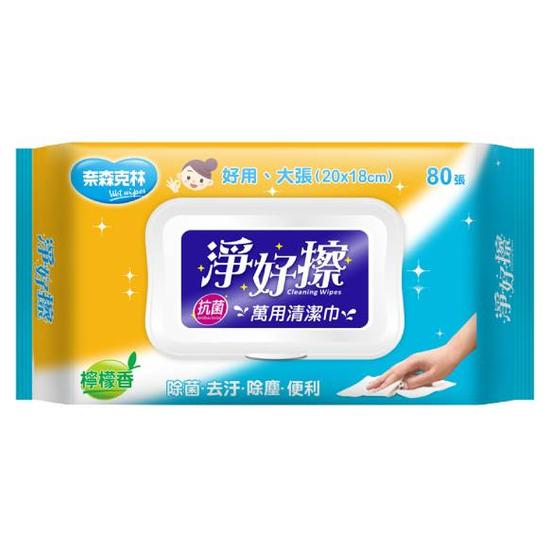 奈森克林
Wet wipes
好用、大張(20x18cm)
80張
淨好擦
淨好擦
Cleaning Wipes
抗菌
萬用清潔巾
淨好擦
檸檬香
除菌·去汙·除塵·便利